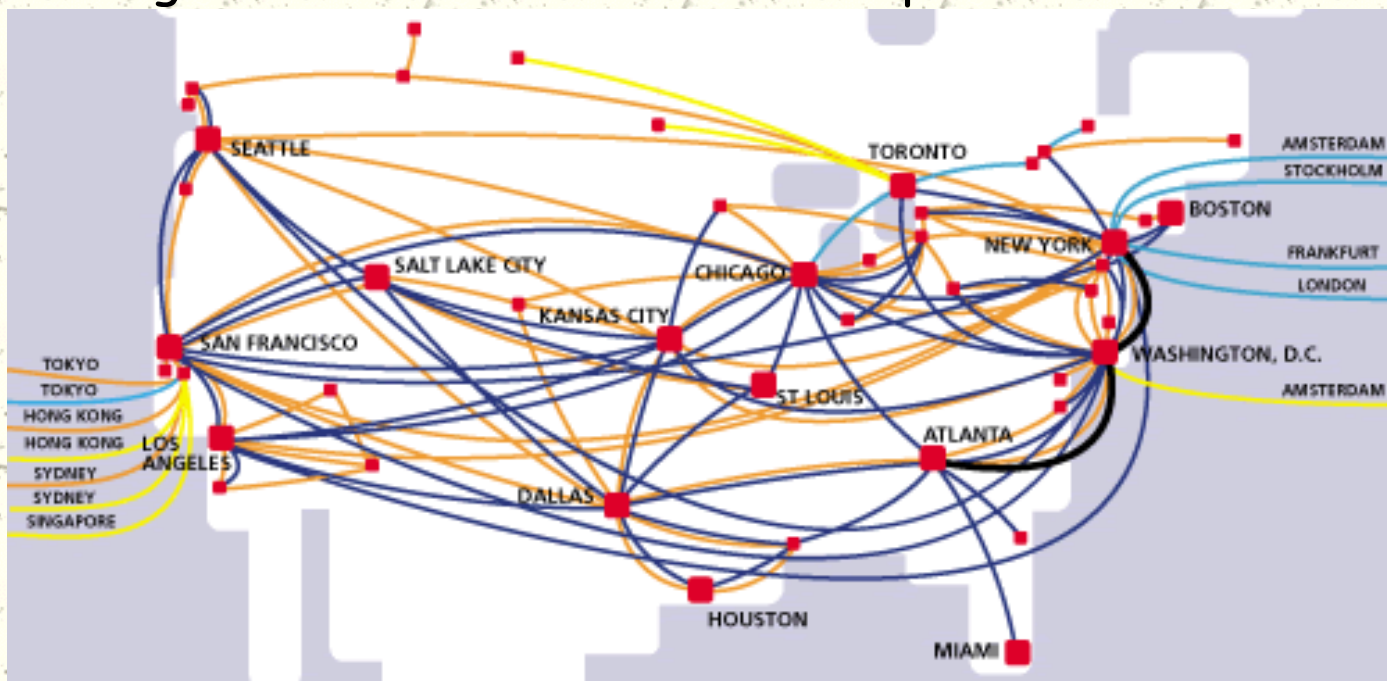 SEATTLE
TORONTO
AMSTERDAM
STOCKHOLM
BOSTON
NEW YORK
FRANKFURT
SALT LAKE CITY
CHICAGO
LONDON
KANSAS CITY
SAN FRANCISCO
WASHINGTON, D.C.
TOKYO
TOKYO
AMSTERDAM
ST LOUIS
HONG KONG
HONG KONG
LOS
ANGELES
ATLANTA
SYDNEY
SYDNEY
DALLAS
SINGAPORE
HOUSTON
MIAMI